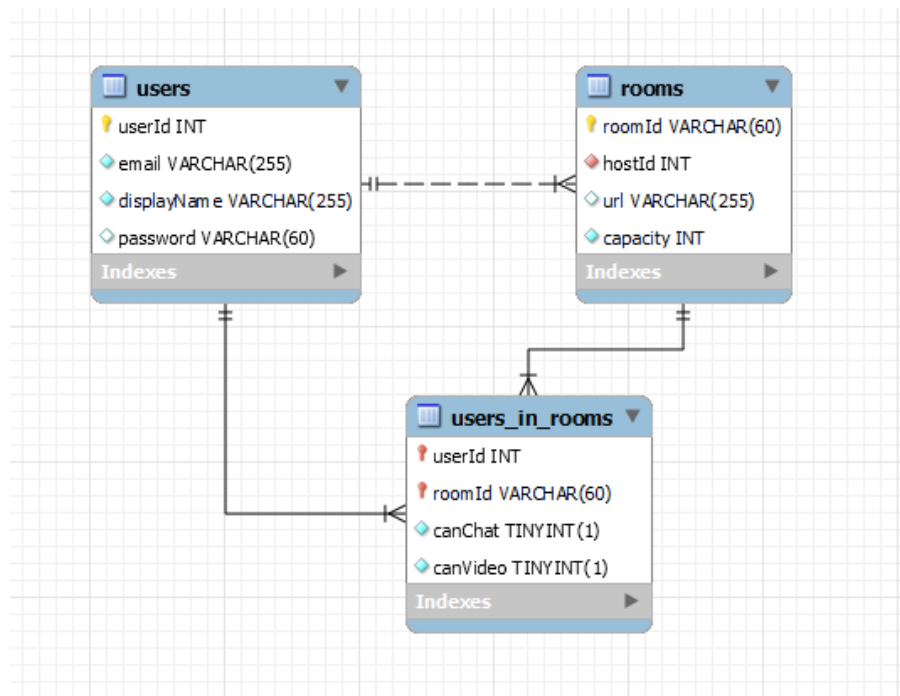 users
userId INT
email VARCHAR(255)
displayName VARCHAR(255)
password VARCHAR(60)
Indexes
rooms
roomId VARCHAR(60)
hostId INT
url VARCHAR(255)
capacity INT
Indexes
users_in_rooms
userId INT
roomId VARCHAR(60)
canChat TINYINT(1)
canVideo TINYINT(1)
Indexes